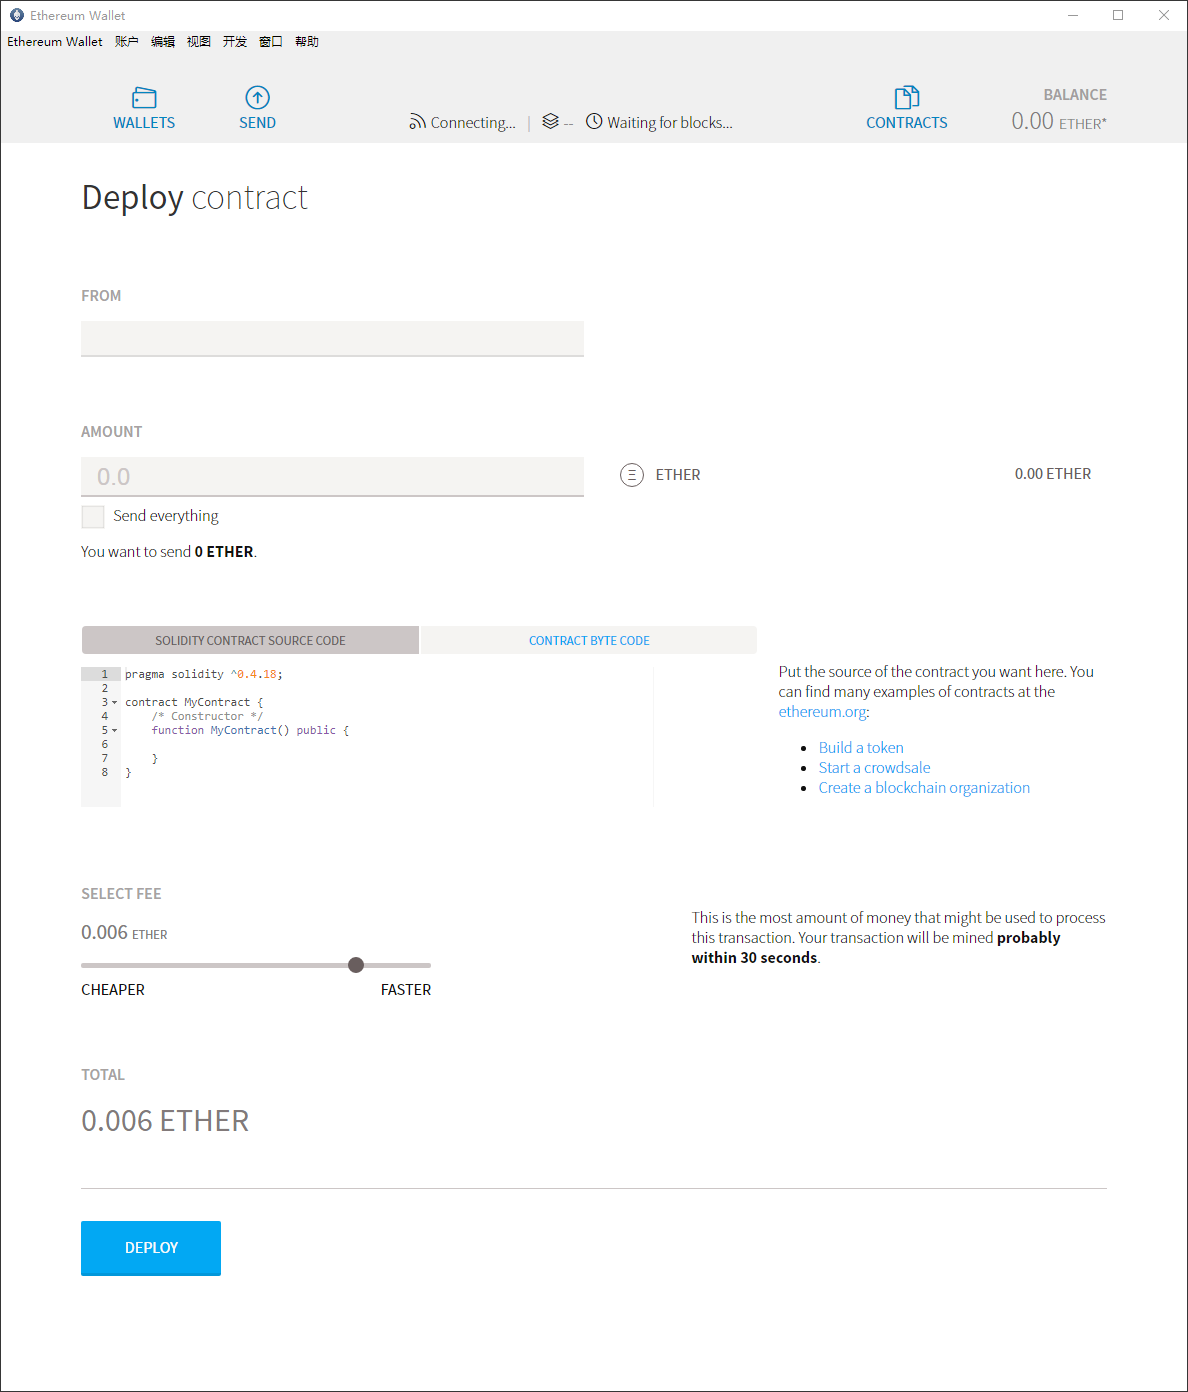 Ethereum Wallet
Ethereum Wallet 账户 编辑 视图 开发 窗口 帮助
WALLETS SEND Connecting... | -- Waiting for blocks... CONTRACTS
BALANCE
0.00 ETHER*
Deploy contract
FROM
AMOUNT
0.0
ETHER
0.00 ETHER
Send everything
You want to send 0 ETHER.
SOLIDITY CONTRACT SOURCE CODE CONTRACT BYTE CODE
1 pragma solidity ^0.4.18;
2
3 contract MyContract {
4 /* Constructor */
5 function MyContract() public {
6
7 }
8 }
Put the source of the contract you want here. You
can find many examples of contracts at the
ethereum.org:
• Build a token
• Start a crowdsale
• Create a blockchain organization
SELECT FEE
0.006 ETHER
CHEAPER FASTER
This is the most amount of money that might be used to process
this transaction. Your transaction will be mined probably
within 30 seconds.
TOTAL
0.006 ETHER
DEPLOY